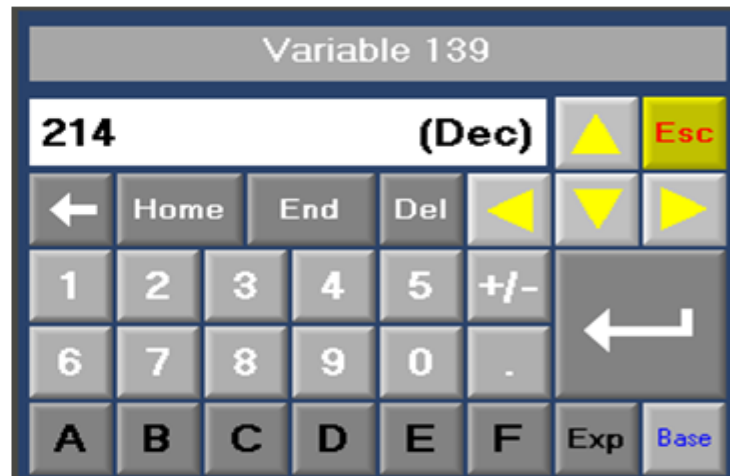 Variable 139
214 (Dec)
Esc
Home End Del
1 2 3 4 5 +/-
6 7 8 9 0 .
A B C D E F Exp Base